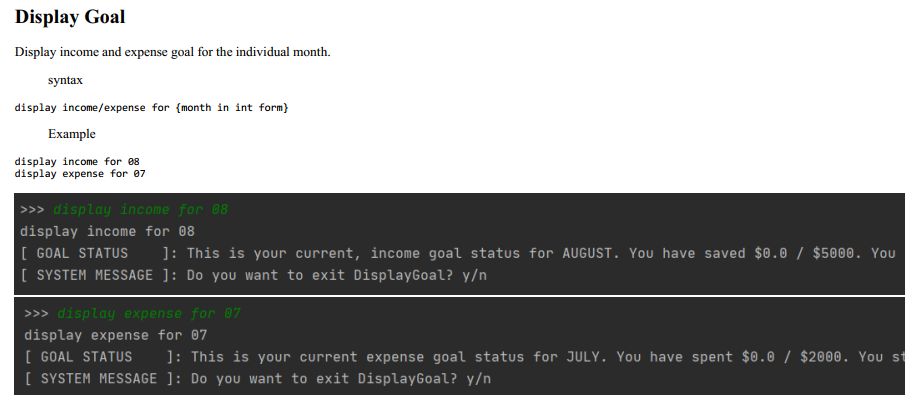 Display Goal
Display income and expense goal for the individual month.
syntax
display income/expense for {month in int form}
Example
display income for 08
display expense for 07
>>> display income for 08
display income for 08
[ GOAL STATUS    ]: This is your current, income goal status for AUGUST. You have saved $0.0 / $5000. You
[ SYSTEM MESSAGE ]: Do you want to exit DisplayGoal? y/n
>>> display expense for 07
display expense for 07
[ GOAL STATUS    ]: This is your current expense goal status for JULY. You have spent $0.0 / $2000. You st
[ SYSTEM MESSAGE ]: Do you want to exit DisplayGoal? y/n